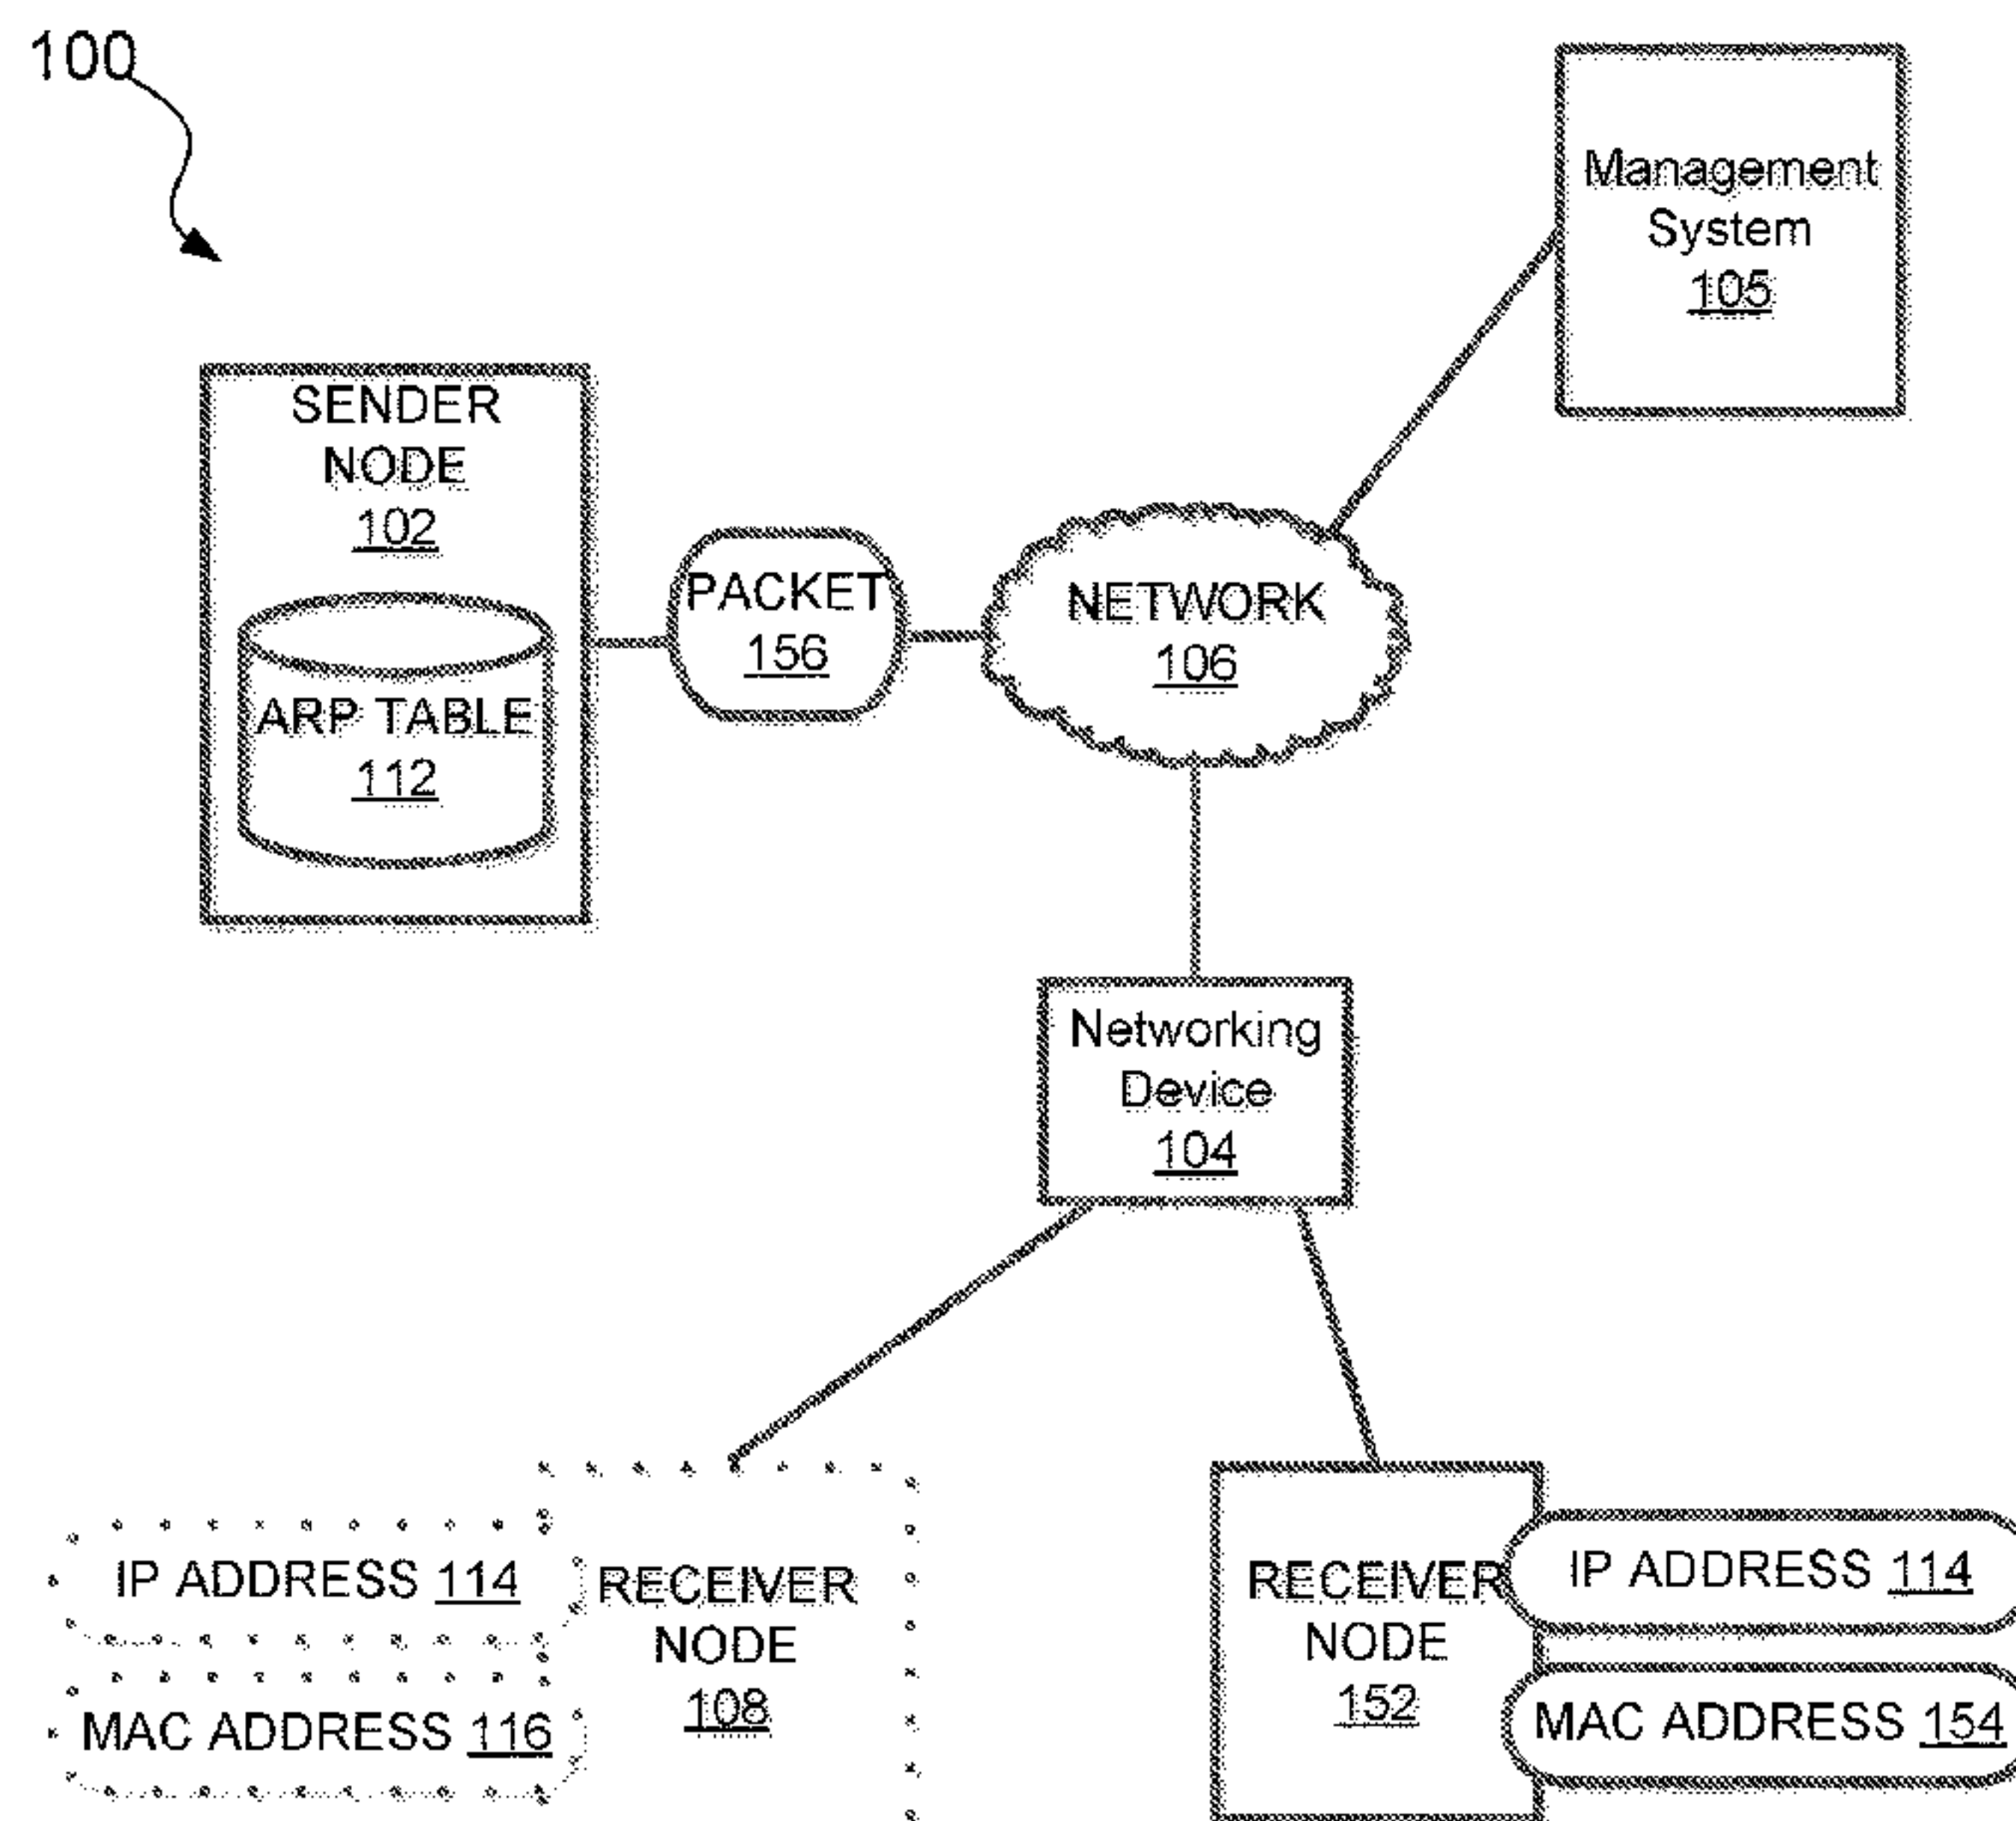 100
Management
System
105
SENDER
NODE
102
ARP TABLE
112
PACKET
156
NETWORK
106
Networking
Device
104
IP ADDRESS 114
MAC ADDRESS 116
RECEIVER
NODE
108
RECEIVER
NODE
152
IP ADDRESS 114
MAC ADDRESS 154